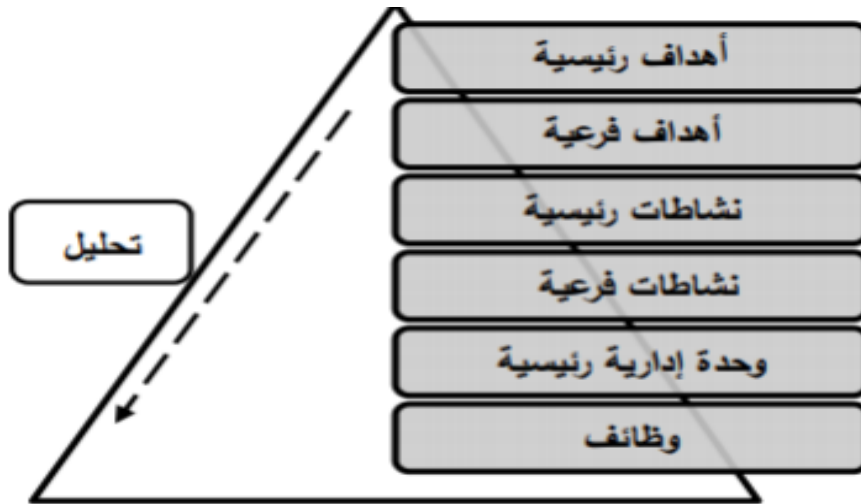 أهداف رئيسية
أهداف فرعية
نشاطات رئيسية
تحليل
نشاطات فرعية
وحدة إدارية رئيسية
وظائف